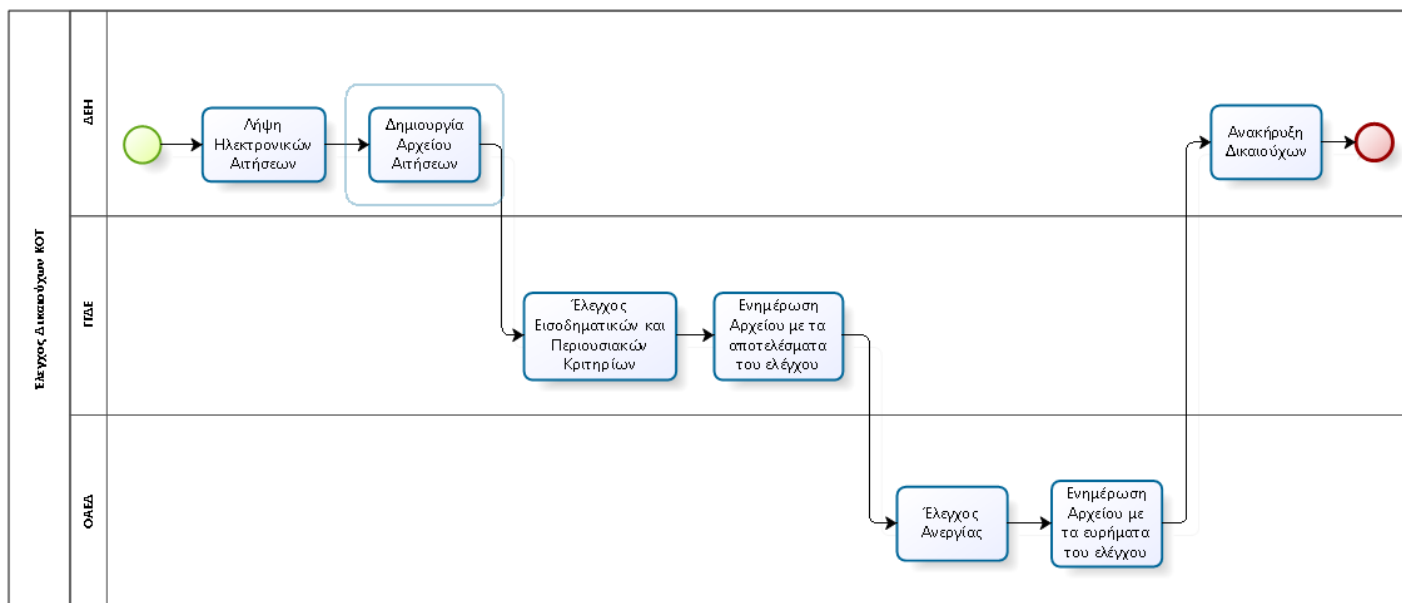 Έλεγχος Δικαιούχων ΚΟΤ
ΔΕΗ
Λήψη
Ηλεκτρονικών
Αιτήσεων
Δημιουργία
Αρχείου
Αιτήσεων
Ανακήρυξη
Δικαιούχων
ΓΓΔΕ
Έλεγχος
Εισοδηματικών και
Περιουσιακών
Κριτηρίων
Ενημέρωση
Αρχείου με τα
αποτελέσματα
του ελέγχου
ΟΑΕΔ
Έλεγχος
Ανεργίας
Ενημέρωση
Αρχείου με
τα ευρήματα
του ελέγχου